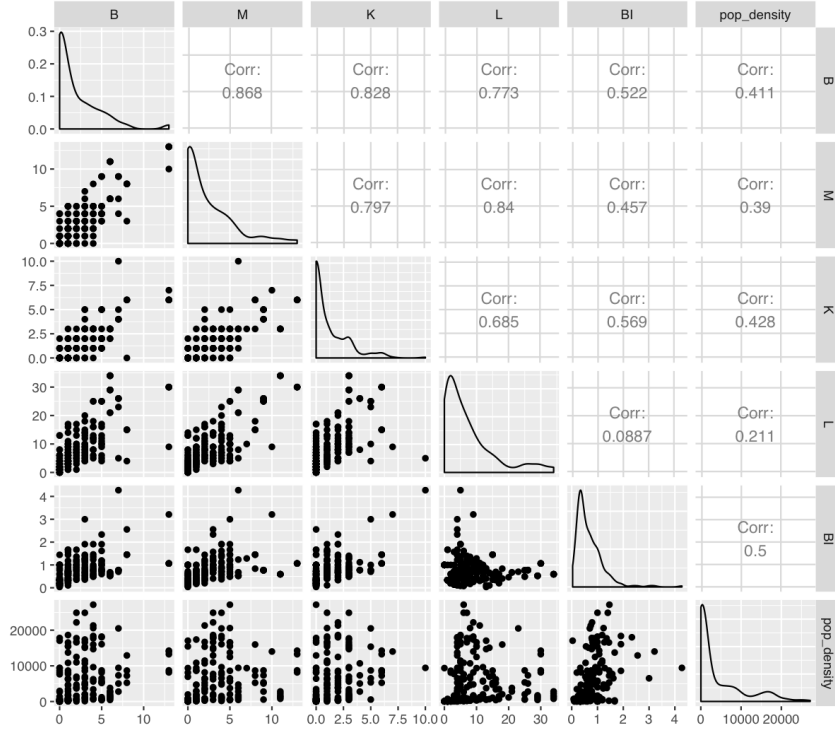 B M K L BI pop_density
0.3
0.2
0.1
0.0
Corr:
0.868
Corr:
0.828
Corr:
0.773
Corr:
0.522
Corr:
0.411
B
10
5
0
Corr:
0.797
Corr:
0.84
Corr:
0.457
Corr:
0.39
M
10.0
7.5
5.0
2.5
0.0
Corr:
0.685
Corr:
0.569
Corr:
0.428
K
30
20
10
0
Corr:
0.0887
Corr:
0.211
L
4
3
2
1
0
Corr:
0.5
BI
20000
10000
0
pop_density
0 5 10 0 5 10 0.0 2.5 5.0 7.5 10.0 0 10 20 30 0 1 2 3 4 0 10000 20000